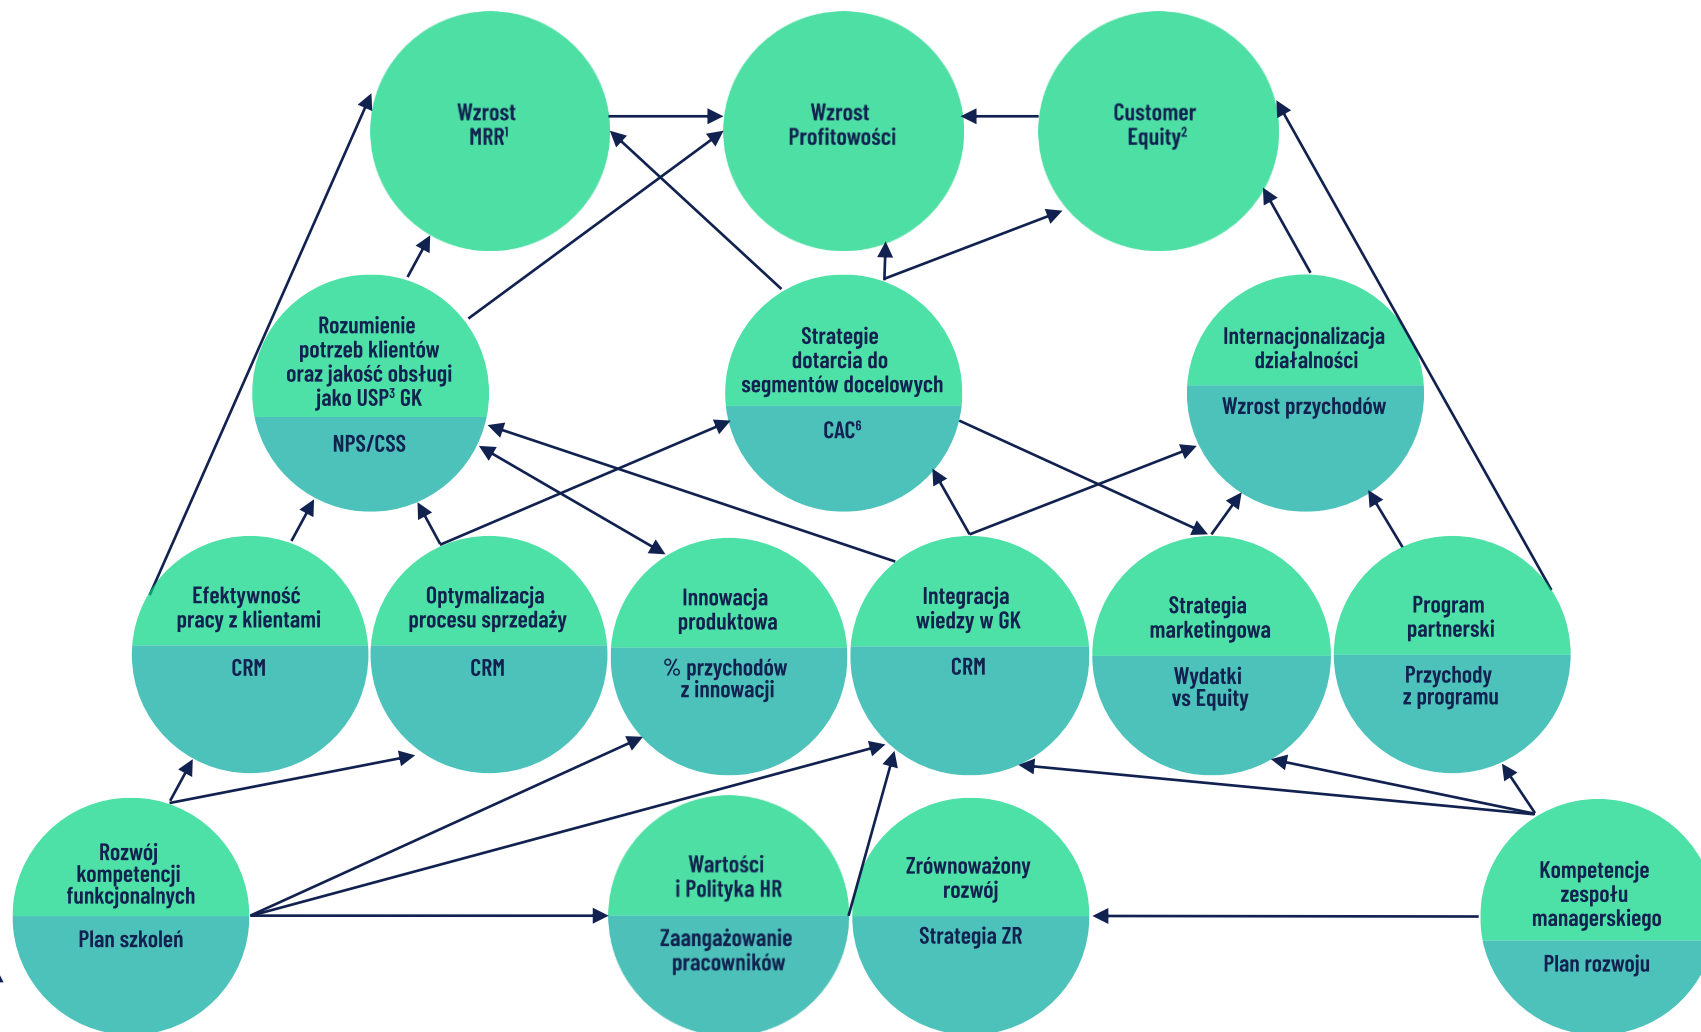 Wzrost
MRR¹
Wzrost
Profitowości
Customer
Equity²
Rozumienie
potrzeb klientów
oraz jakość obsługi
jako USP³ GK
NPS/CSS
Strategie
dotarcia do
segmentów docelowych
CAC⁶
Internacjonalizacja
działalności
Wzrost przychodów
Efektywność
pracy z klientami
CRM
Optymalizacja
procesu sprzedaży
CRM
Innowacja
produktowa
% przychodów
z innowacji
Integracja
wiedzy w GK
CRM
Strategia
marketingowa
Wydatki
vs Equity
Program
partnerski
Przychody
z programu
Rozwój
kompetencji
funkcjonalnych
Plan szkoleń
Wartości
i Polityka HR
Zaangażowanie
pracowników
Zrównoważony
rozwój
Strategia ZR
Kompetencje
zespołu
managerskiego
Plan rozwoju